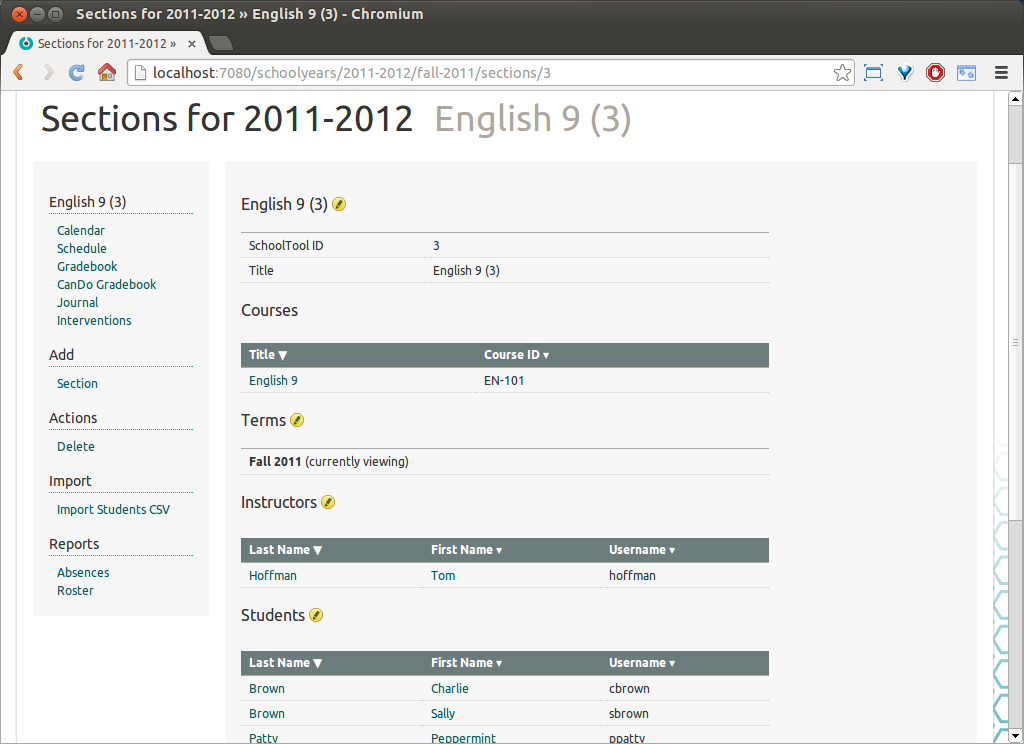 Sections for 2011-2012 » English 9 (3) - Chromium
Sections for 2011-2012 »
localhost:7080/schoolyears/2011-2012/fall-2011/sections/3
Sections for 2011-2012 English 9 (3)
English 9 (3)
Calendar
Schedule
Gradebook
CanDo Gradebook
Journal
Interventions
Add
Section
Actions
Delete
Import
Import Students CSV
Reports
Absences
Roster
English 9 (3)
SchoolTool ID 3
Title English 9 (3)
Courses
Title ▼ Course ID ▾
English 9 EN-101
Terms
Fall 2011 (currently viewing)
Instructors
Last Name ▼ First Name ▾ Username ▾
Hoffman Tom hoffman
Students
Last Name ▼ First Name ▾ Username ▾
Brown Charlie cbrown
Brown Sally sbrown
Patty Peppermint ppatty